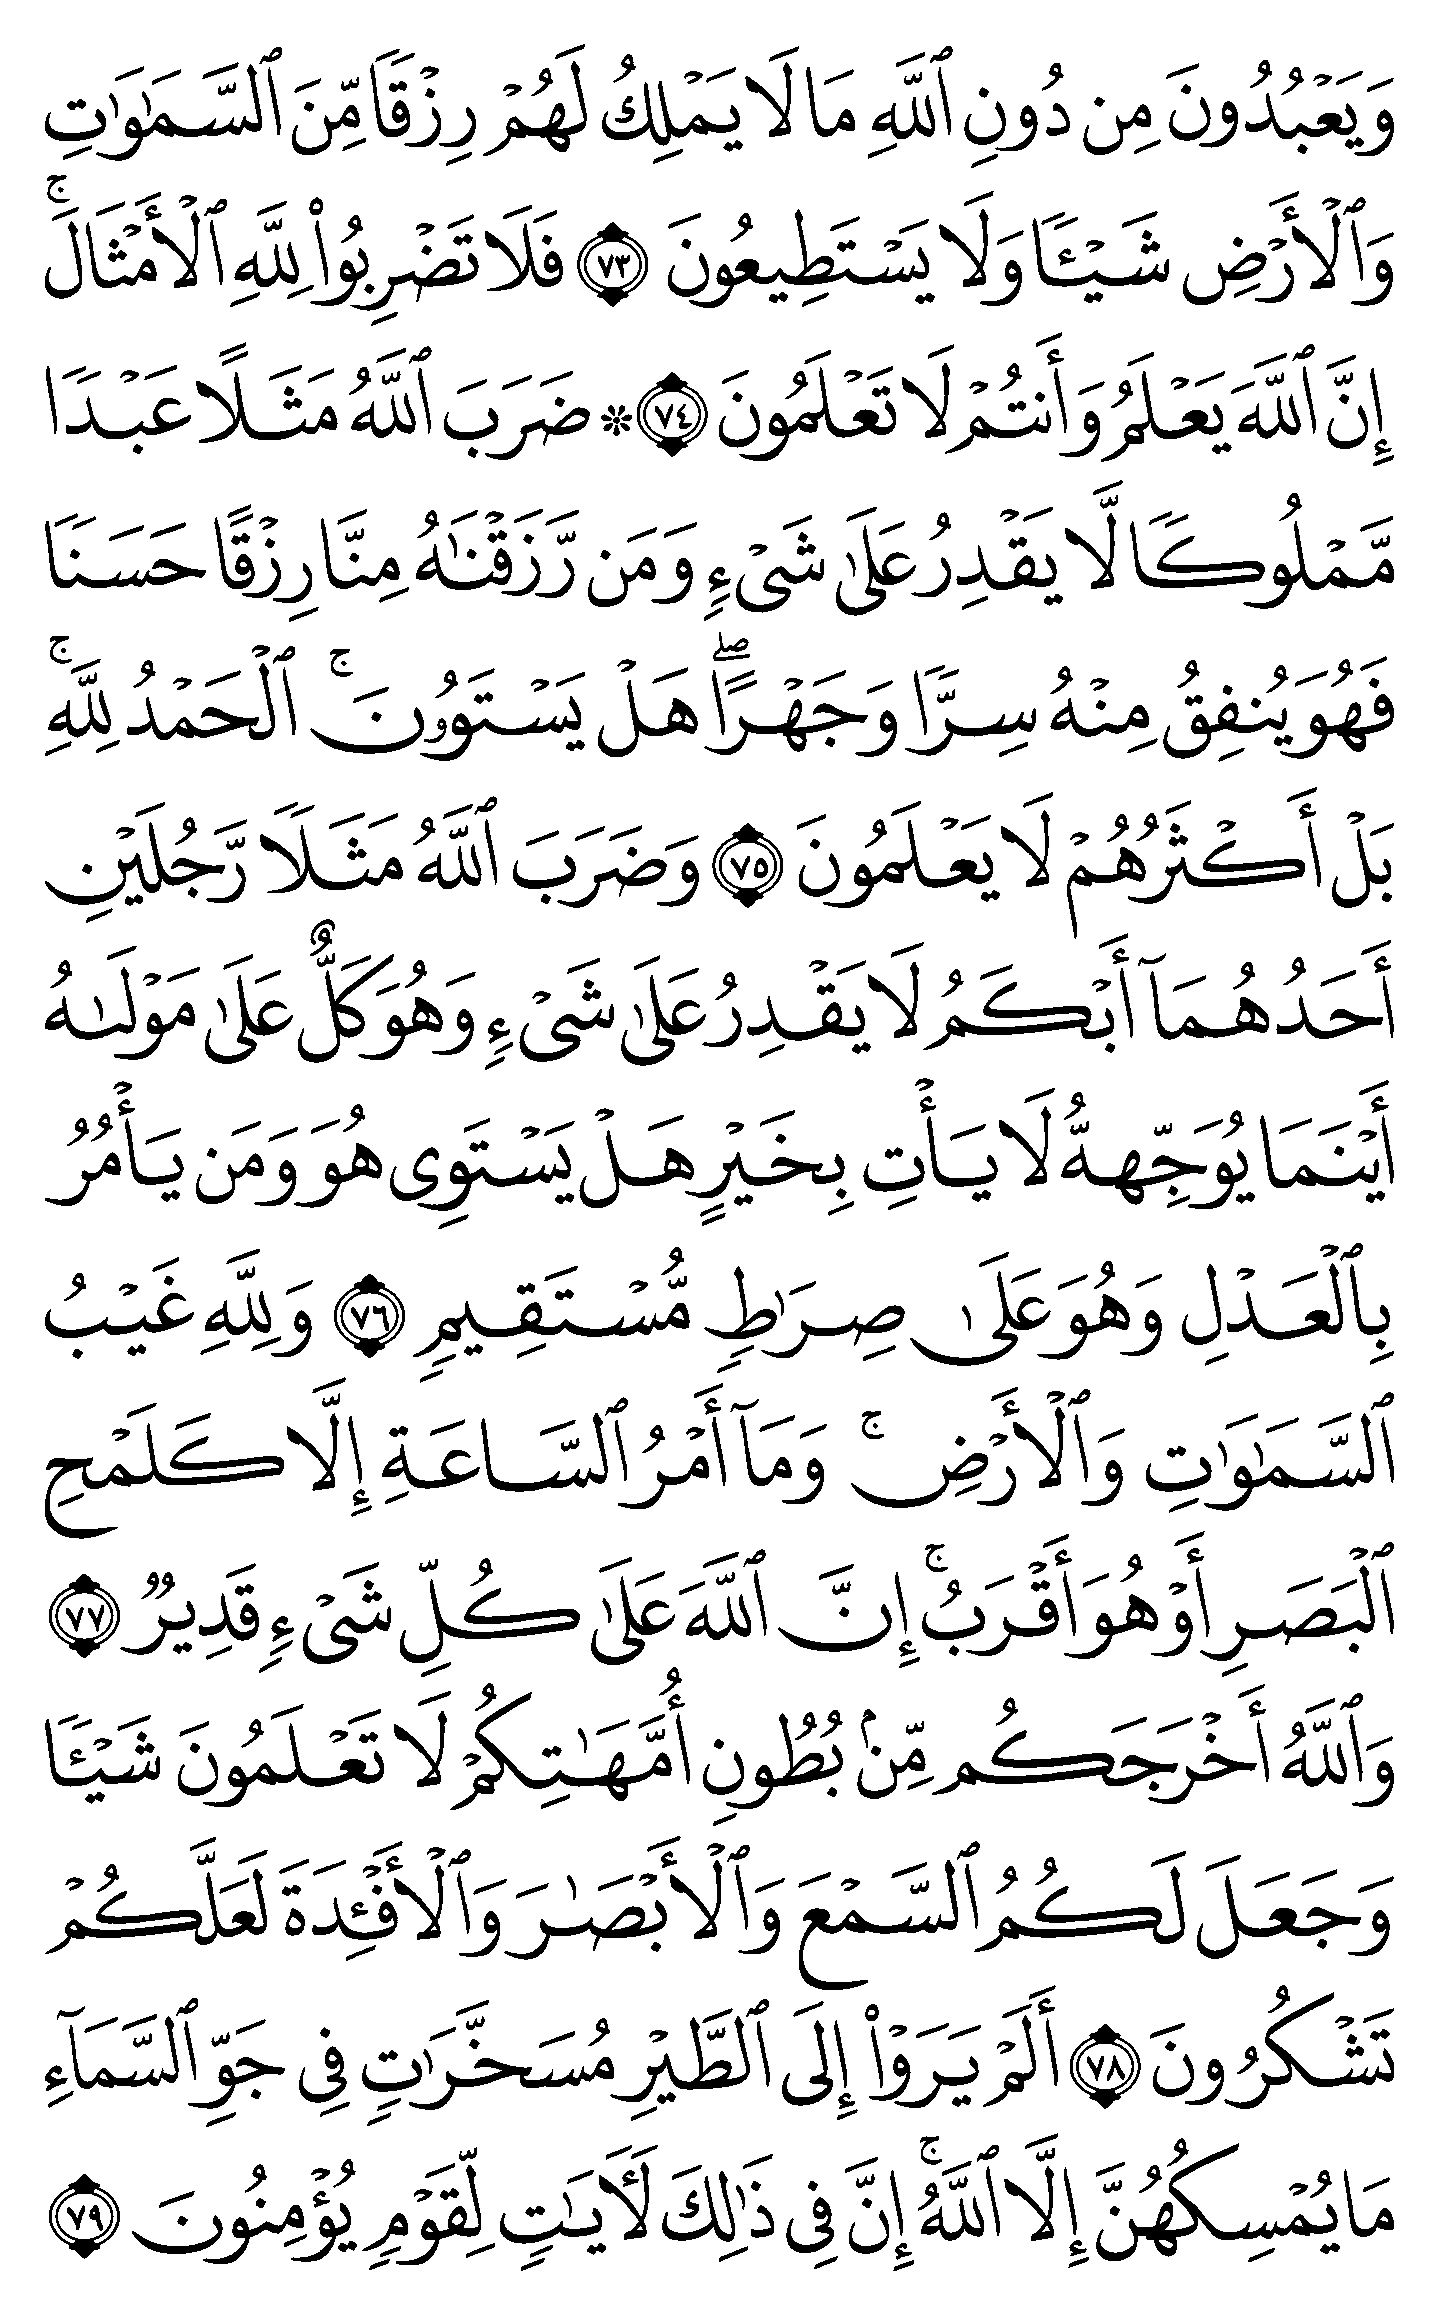 وَيَعۡبُدُونَ مِن دُونِ ٱللَّهِ مَا لَا يَمۡلِكُ لَهُمۡ رِزۡقٗا مِّنَ ٱلسَّمَٰوَٰتِ
وَٱلۡأَرۡضِ شَيۡـٔٗا وَلَا يَسۡتَطِيعُونَ ٧٣ فَلَا تَضۡرِبُواْ لِلَّهِ ٱلۡأَمۡثَالَۚ
إِنَّ ٱللَّهَ يَعۡلَمُ وَأَنتُمۡ لَا تَعۡلَمُونَ ٧٤ ۞ ضَرَبَ ٱللَّهُ مَثَلًا عَبۡدٗا
مَّمۡلُوكٗا لَّا يَقۡدِرُ عَلَىٰ شَيۡءٖ وَمَن رَّزَقۡنَٰهُ مِنَّا رِزۡقًا حَسَنٗا
فَهُوَ يُنفِقُ مِنۡهُ سِرّٗا وَجَهۡرًاۖ هَلۡ يَسۡتَوُۥنَۚ ٱلۡحَمۡدُ لِلَّهِۚ
بَلۡ أَكۡثَرُهُمۡ لَا يَعۡلَمُونَ ٧٥ وَضَرَبَ ٱللَّهُ مَثَلٗا رَّجُلَيۡنِ
أَحَدُهُمَآ أَبۡكَمُ لَا يَقۡدِرُ عَلَىٰ شَيۡءٖ وَهُوَ كَلٌّ عَلَىٰ مَوۡلَىٰهُ
أَيۡنَمَا يُوَجِّههُّ لَا يَأۡتِ بِخَيۡرٍ هَلۡ يَسۡتَوِي هُوَ وَمَن يَأۡمُرُ
بِٱلۡعَدۡلِ وَهُوَ عَلَىٰ صِرَٰطٖ مُّسۡتَقِيمٖ ٧٦ وَلِلَّهِ غَيۡبُ
ٱلسَّمَٰوَٰتِ وَٱلۡأَرۡضِۚ وَمَآ أَمۡرُ ٱلسَّاعَةِ إِلَّا كَلَمۡحِ
ٱلۡبَصَرِ أَوۡ هُوَ أَقۡرَبُۚ إِنَّ ٱللَّهَ عَلَىٰ كُلِّ شَيۡءٖ قَدِيرٞ ٧٧
وَٱللَّهُ أَخۡرَجَكُم مِّنۢ بُطُونِ أُمَّهَٰتِكُمۡ لَا تَعۡلَمُونَ شَيۡـٔٗا
وَجَعَلَ لَكُمُ ٱلسَّمۡعَ وَٱلۡأَبۡصَٰرَ وَٱلۡأَفۡـِٔدَةَ لَعَلَّكُمۡ
تَشۡكُرُونَ ٧٨ أَلَمۡ يَرَوۡاْ إِلَى ٱلطَّيۡرِ مُسَخَّرَٰتٖ فِي جَوِّ ٱلسَّمَآءِ
مَا يُمۡسِكُهُنَّ إِلَّا ٱللَّهُۚ إِنَّ فِي ذَٰلِكَ لَأٓيَٰتٖ لِّقَوۡمٖ يُؤۡمِنُونَ ٧٩